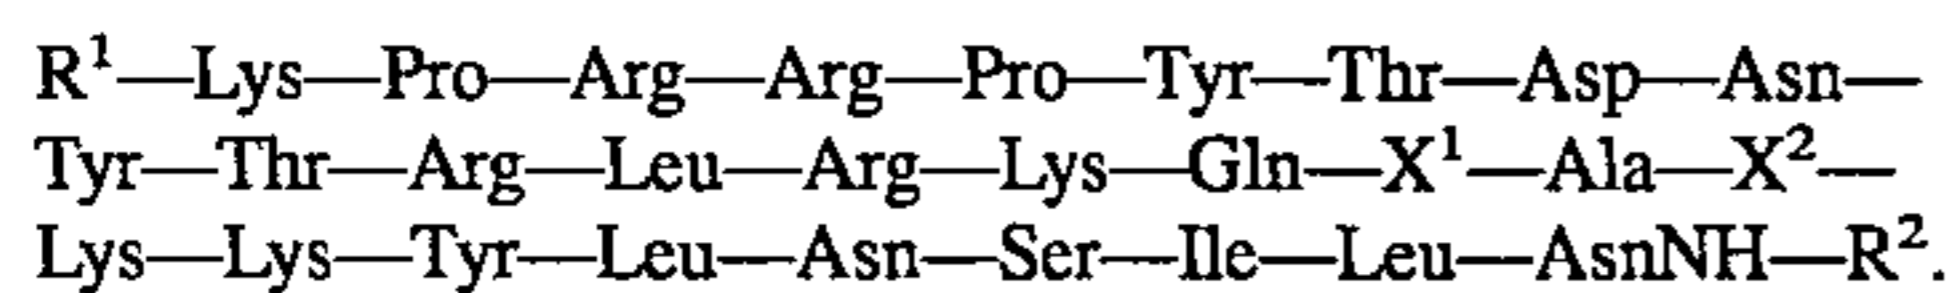 R¹—Lys—Pro—Arg—Arg—Pro—Tyr—Thr—Asp—Asn—
Tyr—Thr—Arg—Leu—Arg—Lys—Gln—X¹—Ala—X²—
Lys—Lys—Tyr—Leu—Asn—Ser—Ile—Leu—AsnNH—R².